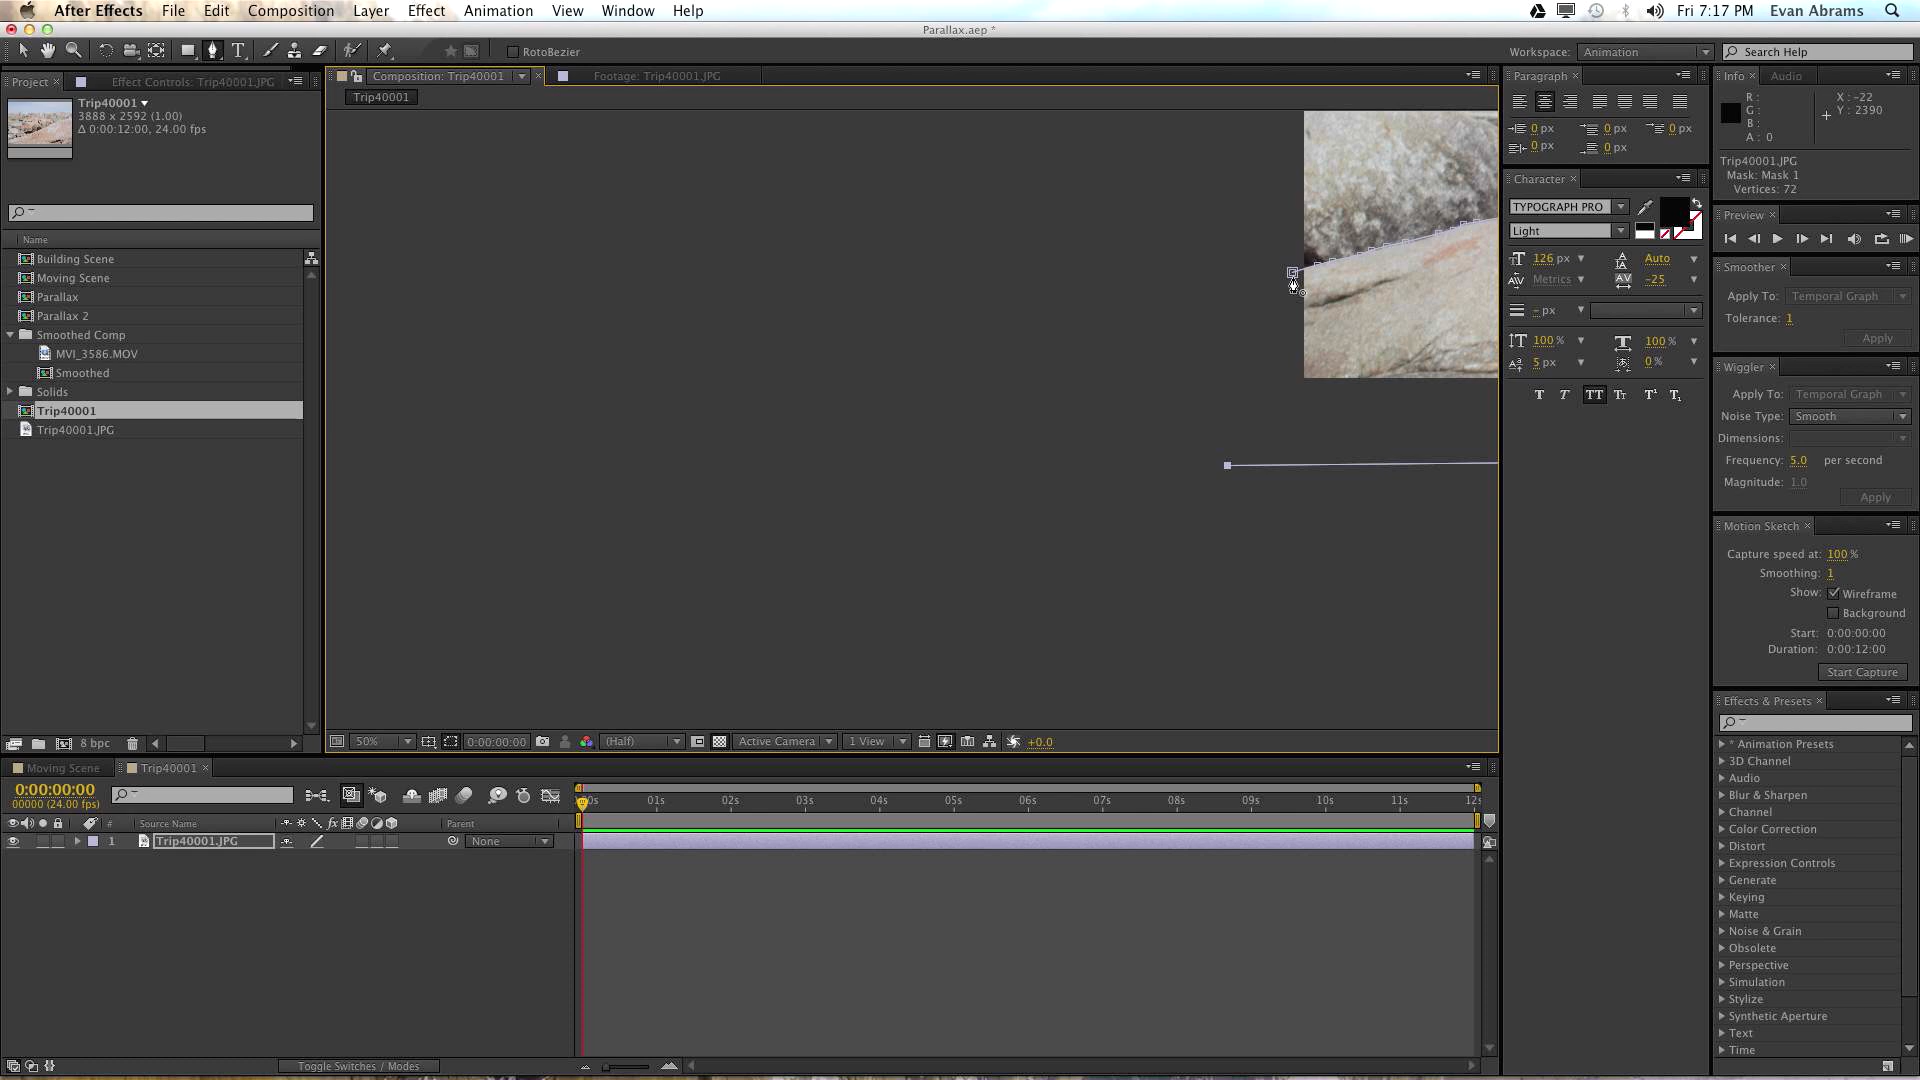 After Effects File Edit Composition Layer Effect Animation View Window Help Fri 7:17 PM Evan Abrams
Parallax.aep *
T RotoBezier Workspace: Animation Search Help
Project × Effect Controls: Trip40001.JPG
Trip40001
3888 x 2592 (1.00)
Δ 0:00:12:00, 24.00 fps
Name
Building Scene
Moving Scene
Parallax
Parallax 2
Smoothed Comp
MVI_3586.MOV
Smoothed
Solids
Trip40001
Trip40001.JPG
8 bpc
Composition: Trip40001 × Footage: Trip40001.JPG
Trip40001
50% 0:00:00:00 (Half) Active Camera 1 View +0.0
Paragraph ×
0 px 0 px 0 px
0 px 0 px
Character ×
TYPOGRAPH PRO
Light
126 px Auto
Metrics -25
- px
100 % 100 %
5 px 0 %
T T TT Tт T¹ T₁
Info × Audio
R : X : -22
G : Y : 2390
B :
A : 0
Trip40001.JPG
Mask: Mask 1
Vertices: 72
Preview ×
Smoother ×
Apply To: Temporal Graph
Tolerance: 1
Apply
Wiggler ×
Apply To: Temporal Graph
Noise Type: Smooth
Dimensions:
Frequency: 5.0 per second
Magnitude: 1.0
Apply
Motion Sketch ×
Capture speed at: 100 %
Smoothing: 1
Show: Wireframe
Background
Start: 0:00:00:00
Duration: 0:00:12:00
Start Capture
Effects & Presets ×
* Animation Presets
3D Channel
Audio
Blur & Sharpen
Channel
Color Correction
Distort
Expression Controls
Generate
Keying
Matte
Noise & Grain
Obsolete
Perspective
Simulation
Stylize
Synthetic Aperture
Text
Time
Moving Scene Trip40001 ×
0:00:00:00
00000 (24.00 fps)
00s 01s 02s 03s 04s 05s 06s 07s 08s 09s 10s 11s 12s
# Source Name fx Parent
1 Trip40001.JPG None
Toggle Switches / Modes